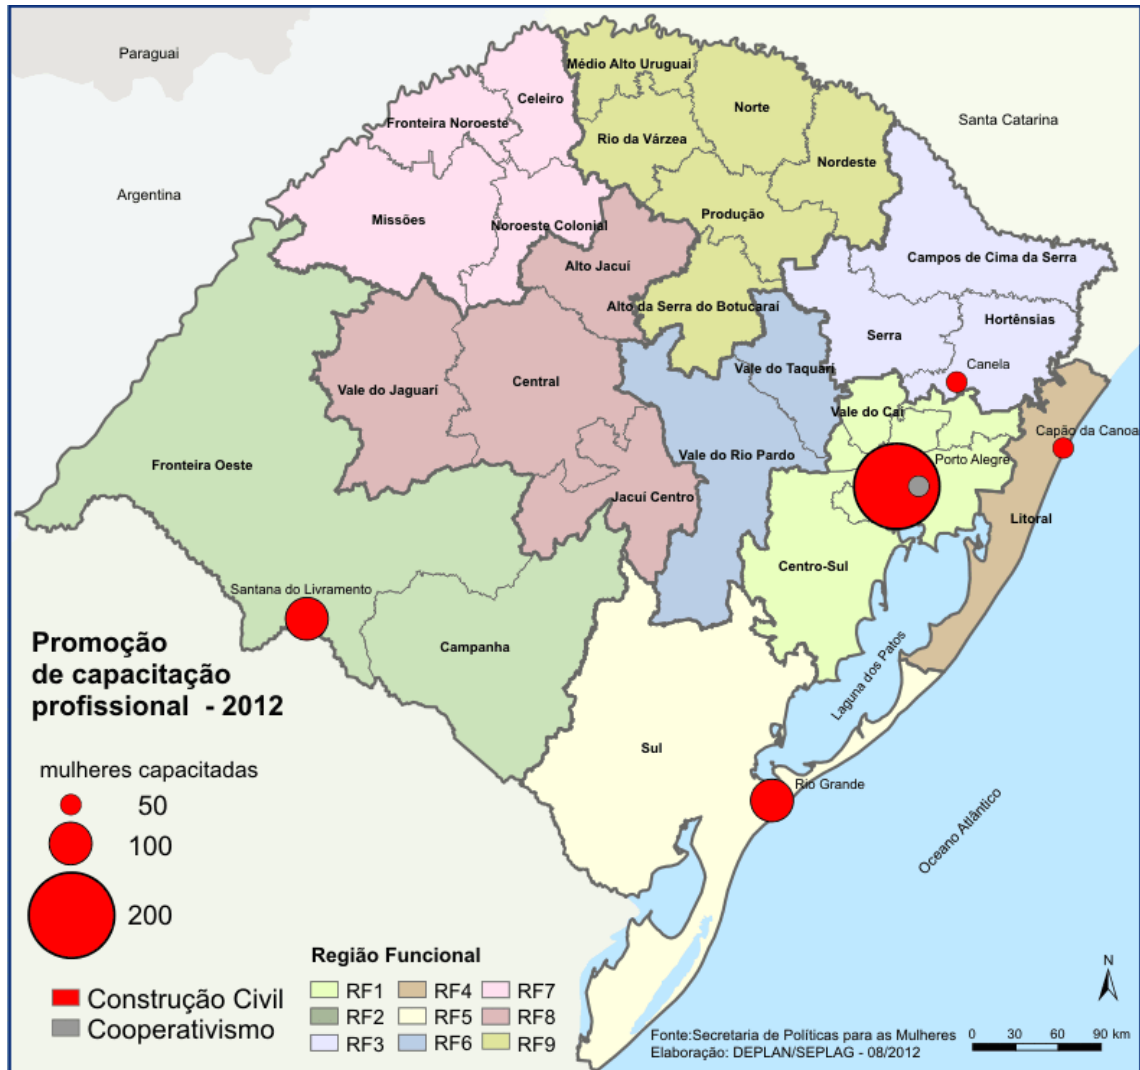 Paraguai
Santa Catarina
Argentina
Médio Alto Uruguai
Norte
Celeiro
Fronteira Noroeste
Rio da Várzea
Nordeste
Missões
Noroeste Colonial
Produção
Alto Jacuí
Campos de Cima da Serra
Alto da Serra do Botucaraí
Hortênsias
Serra
Canela
Vale do Taquari
Central
Vale do Jaguarí
Vale do Caí
Capão da Canoa
Fronteira Oeste
Vale do Rio Pardo
Porto Alegre
Jacuí Centro
Litoral
Centro-Sul
Santana do Livramento
Campanha
Laguna dos Patos
Sul
Rio Grande
Oceano Atlântico
Promoção
de capacitação
profissional - 2012
mulheres capacitadas
50
100
200
Construção Civil
Cooperativismo
Região Funcional
RF1 RF4 RF7
RF2 RF5 RF8
RF3 RF6 RF9
N
Fonte:Secretaria de Políticas para as Mulheres
Elaboração: DEPLAN/SEPLAG - 08/2012
0 30 60 90 km